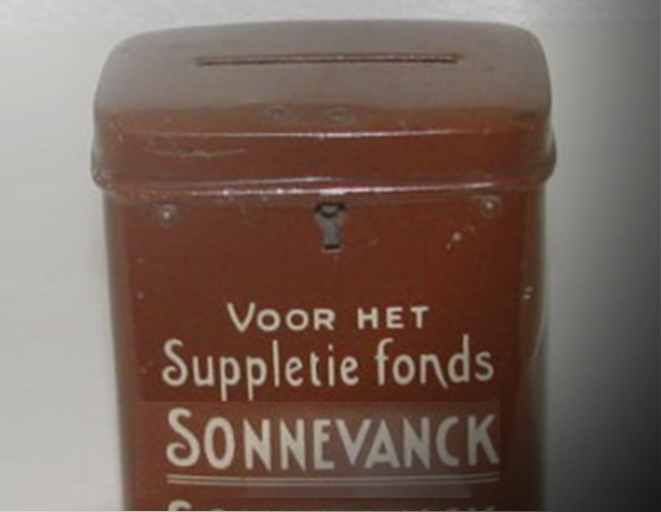 VOOR HET
Suppletie fonds
SONNEVANCK